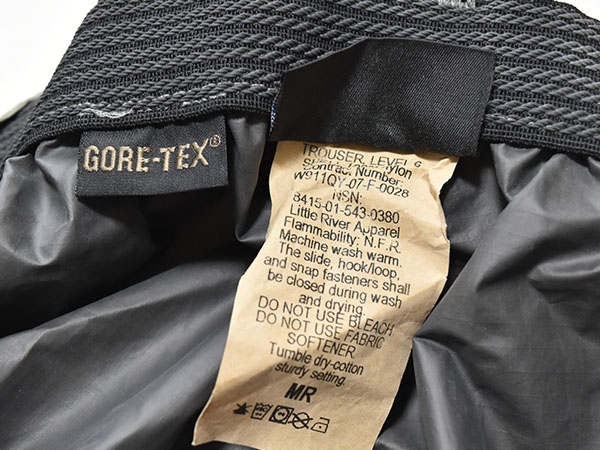 GORE-TEX®
TROUSER, LEVEL 6
Nylon
Contract Number:
W911QY-07-F-0028
NSN:
8415-01-543-0380
Little River Apparel
Flammability: N.F.R.
Machine wash warm.
The slide, hook/loop,
and snap fasteners shall
be closed during wash
and drying.
DO NOT USE BLEACH
DO NOT USE FABRIC
SOFTENER
Tumble dry-cotton
sturdy setting.
MR